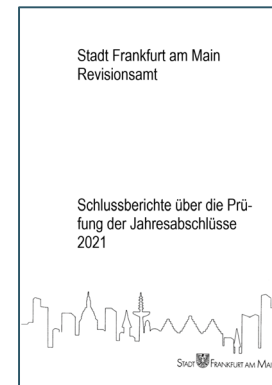 Stadt Frankfurt am Main
Revisionsamt
Schlussberichte über die Prü-
fung der Jahresabschlüsse
2021
STADT FRANKFURT AM MAIN